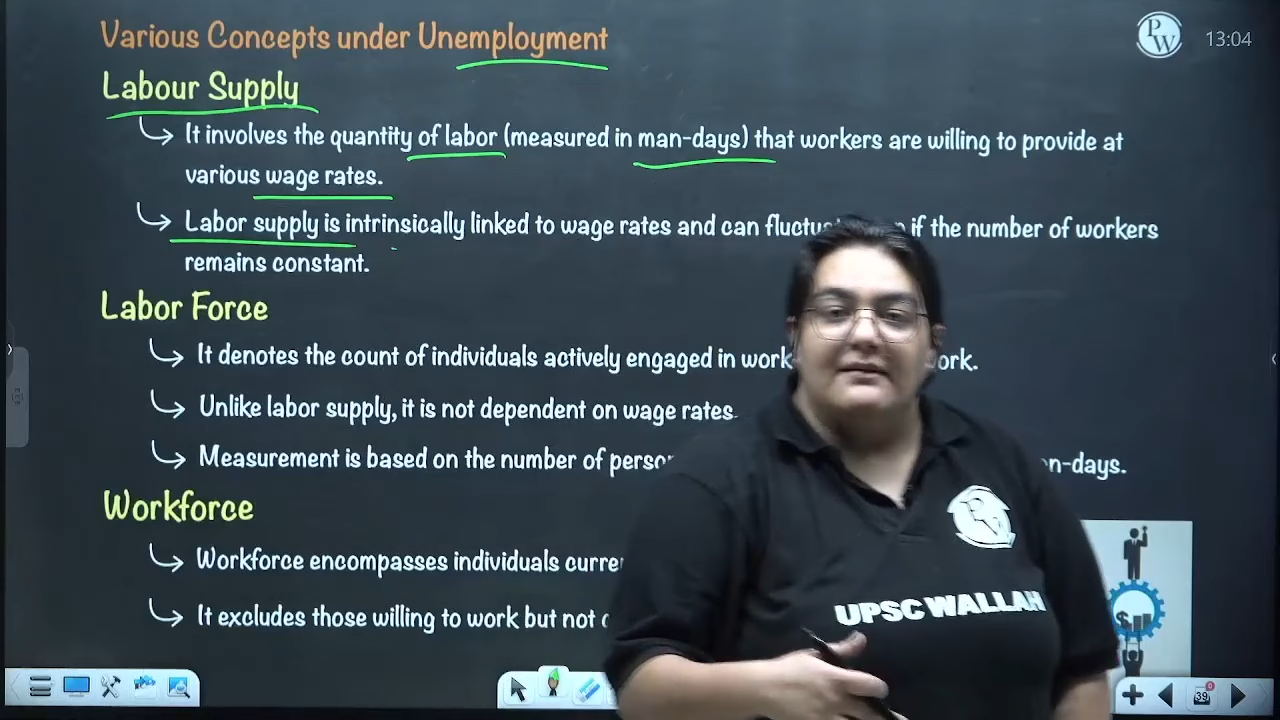 Various Concepts under Unemployment
PW
13:04
Labour Supply
It involves the quantity of labor (measured in man-days) that workers are willing to provide at
various wage rates.
Labor supply is intrinsically linked to wage rates and can if the number of workers
remains constant.
Labor Force
It denotes the count of individuals actively engaged in work
Unlike labor supply, it is not dependent on wage rates
Measurement is based on the number of n-days.
Workforce
Workforce encompasses individuals
It excludes those willing to work but not
PW
UPSC WALLAH
39